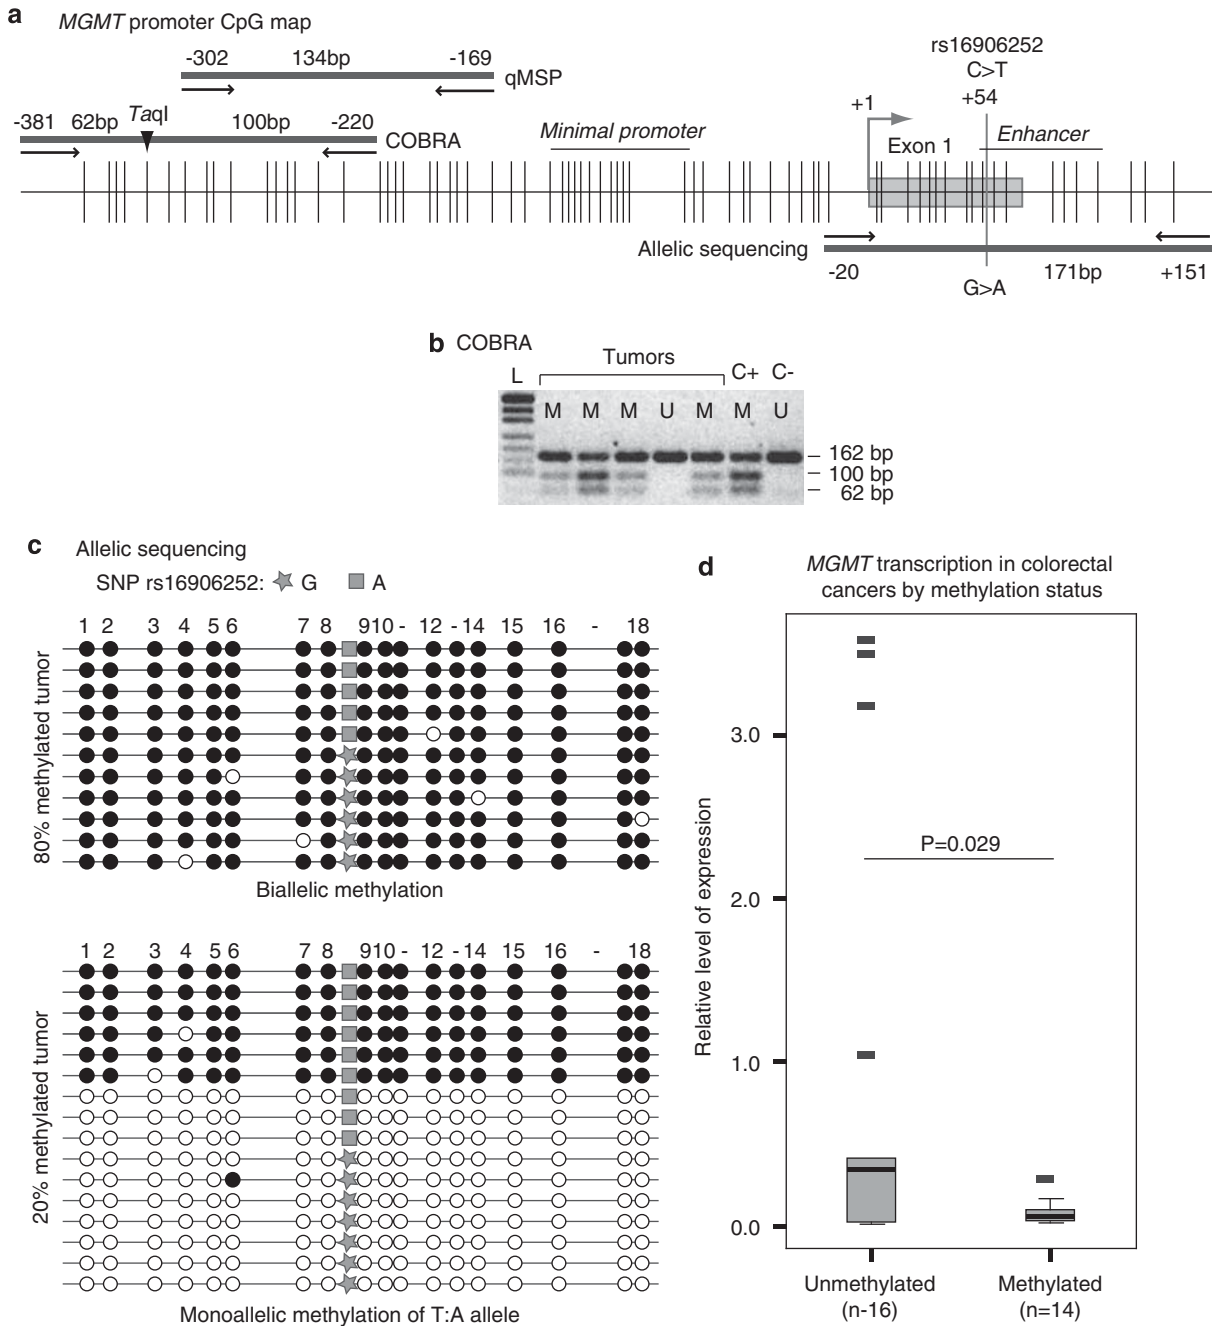 a
MGMT promoter CpG map
-302 134bp -169
qMSP
-381 62bp TaqI 100bp -220
COBRA
Minimal promoter
rs16906252
C>T
+54
+1
Exon 1
Enhancer
Allelic sequencing
-20 171bp +151
G>A
b COBRA
Tumors
L C+ C-
M M M U M M U
162 bp
100 bp
62 bp
c Allelic sequencing
SNP rs16906252: G A
1 2 3 4 5 6 7 8 9 10 - 12 - 14 15 16 - 18
80% methylated tumor
Biallelic methylation
1 2 3 4 5 6 7 8 9 10 - 12 - 14 15 16 - 18
20% methylated tumor
Monoallelic methylation of T:A allele
d
MGMT transcription in colorectal
cancers by methylation status
Relative level of expression
3.0
2.0
1.0
0.0
P=0.029
Unmethylated
(n-16)
Methylated
(n=14)